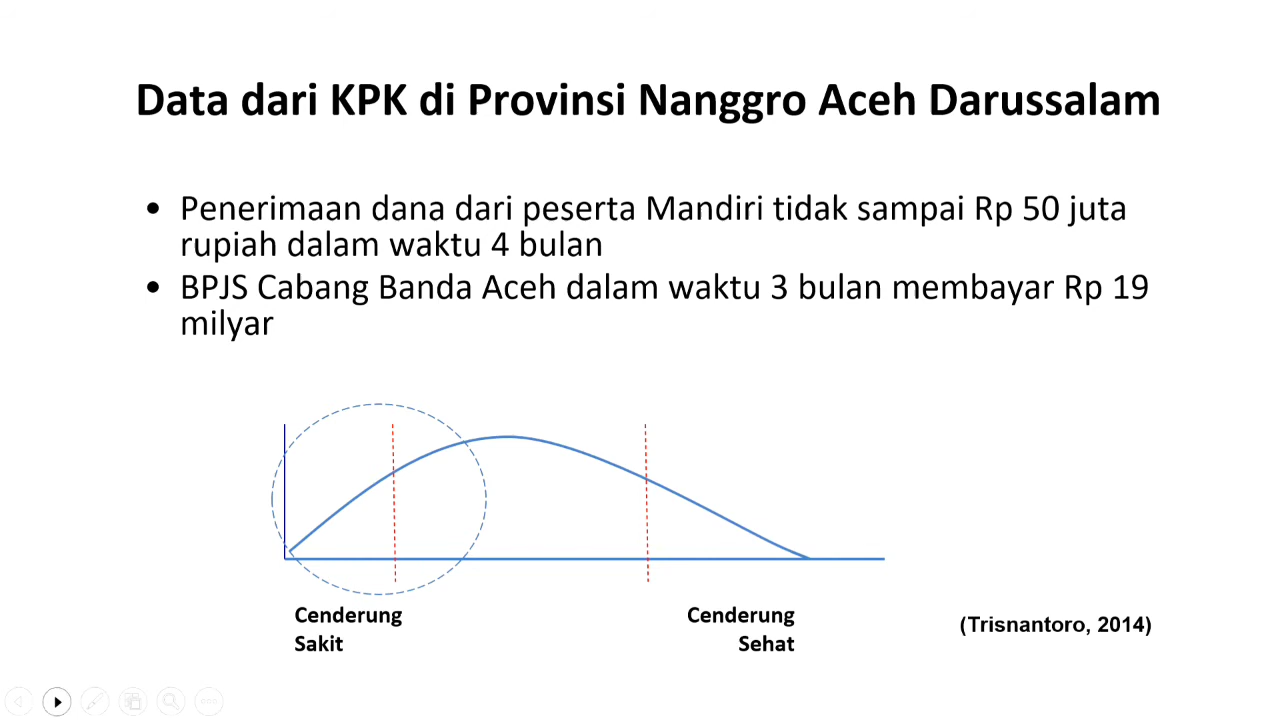 Data dari KPK di Provinsi Nanggro Aceh Darussalam
• Penerimaan dana dari peserta Mandiri tidak sampai Rp 50 juta
rupiah dalam waktu 4 bulan
• BPJS Cabang Banda Aceh dalam waktu 3 bulan membayar Rp 19
milyar
Cenderung
Sakit
Cenderung
Sehat
(Trisnantoro, 2014)